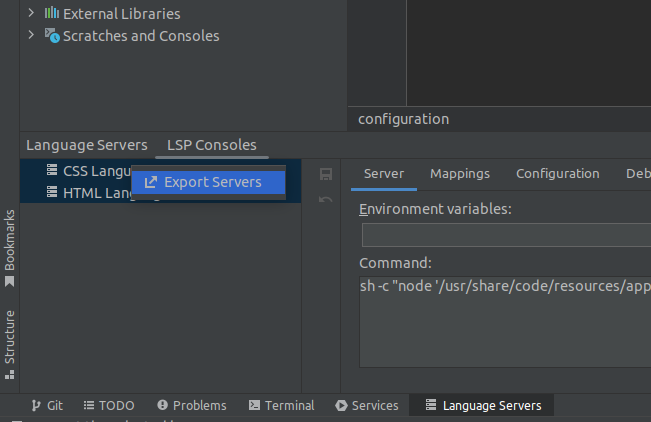 External Libraries
Scratches and Consoles
configuration
Language Servers LSP Consoles
CSS Langu
Export Servers
HTML Lang
Server Mappings Configuration Deb
Environment variables:
Command:
sh -c "node '/usr/share/code/resources/app
Bookmarks
Structure
Git TODO Problems Terminal Services Language Servers